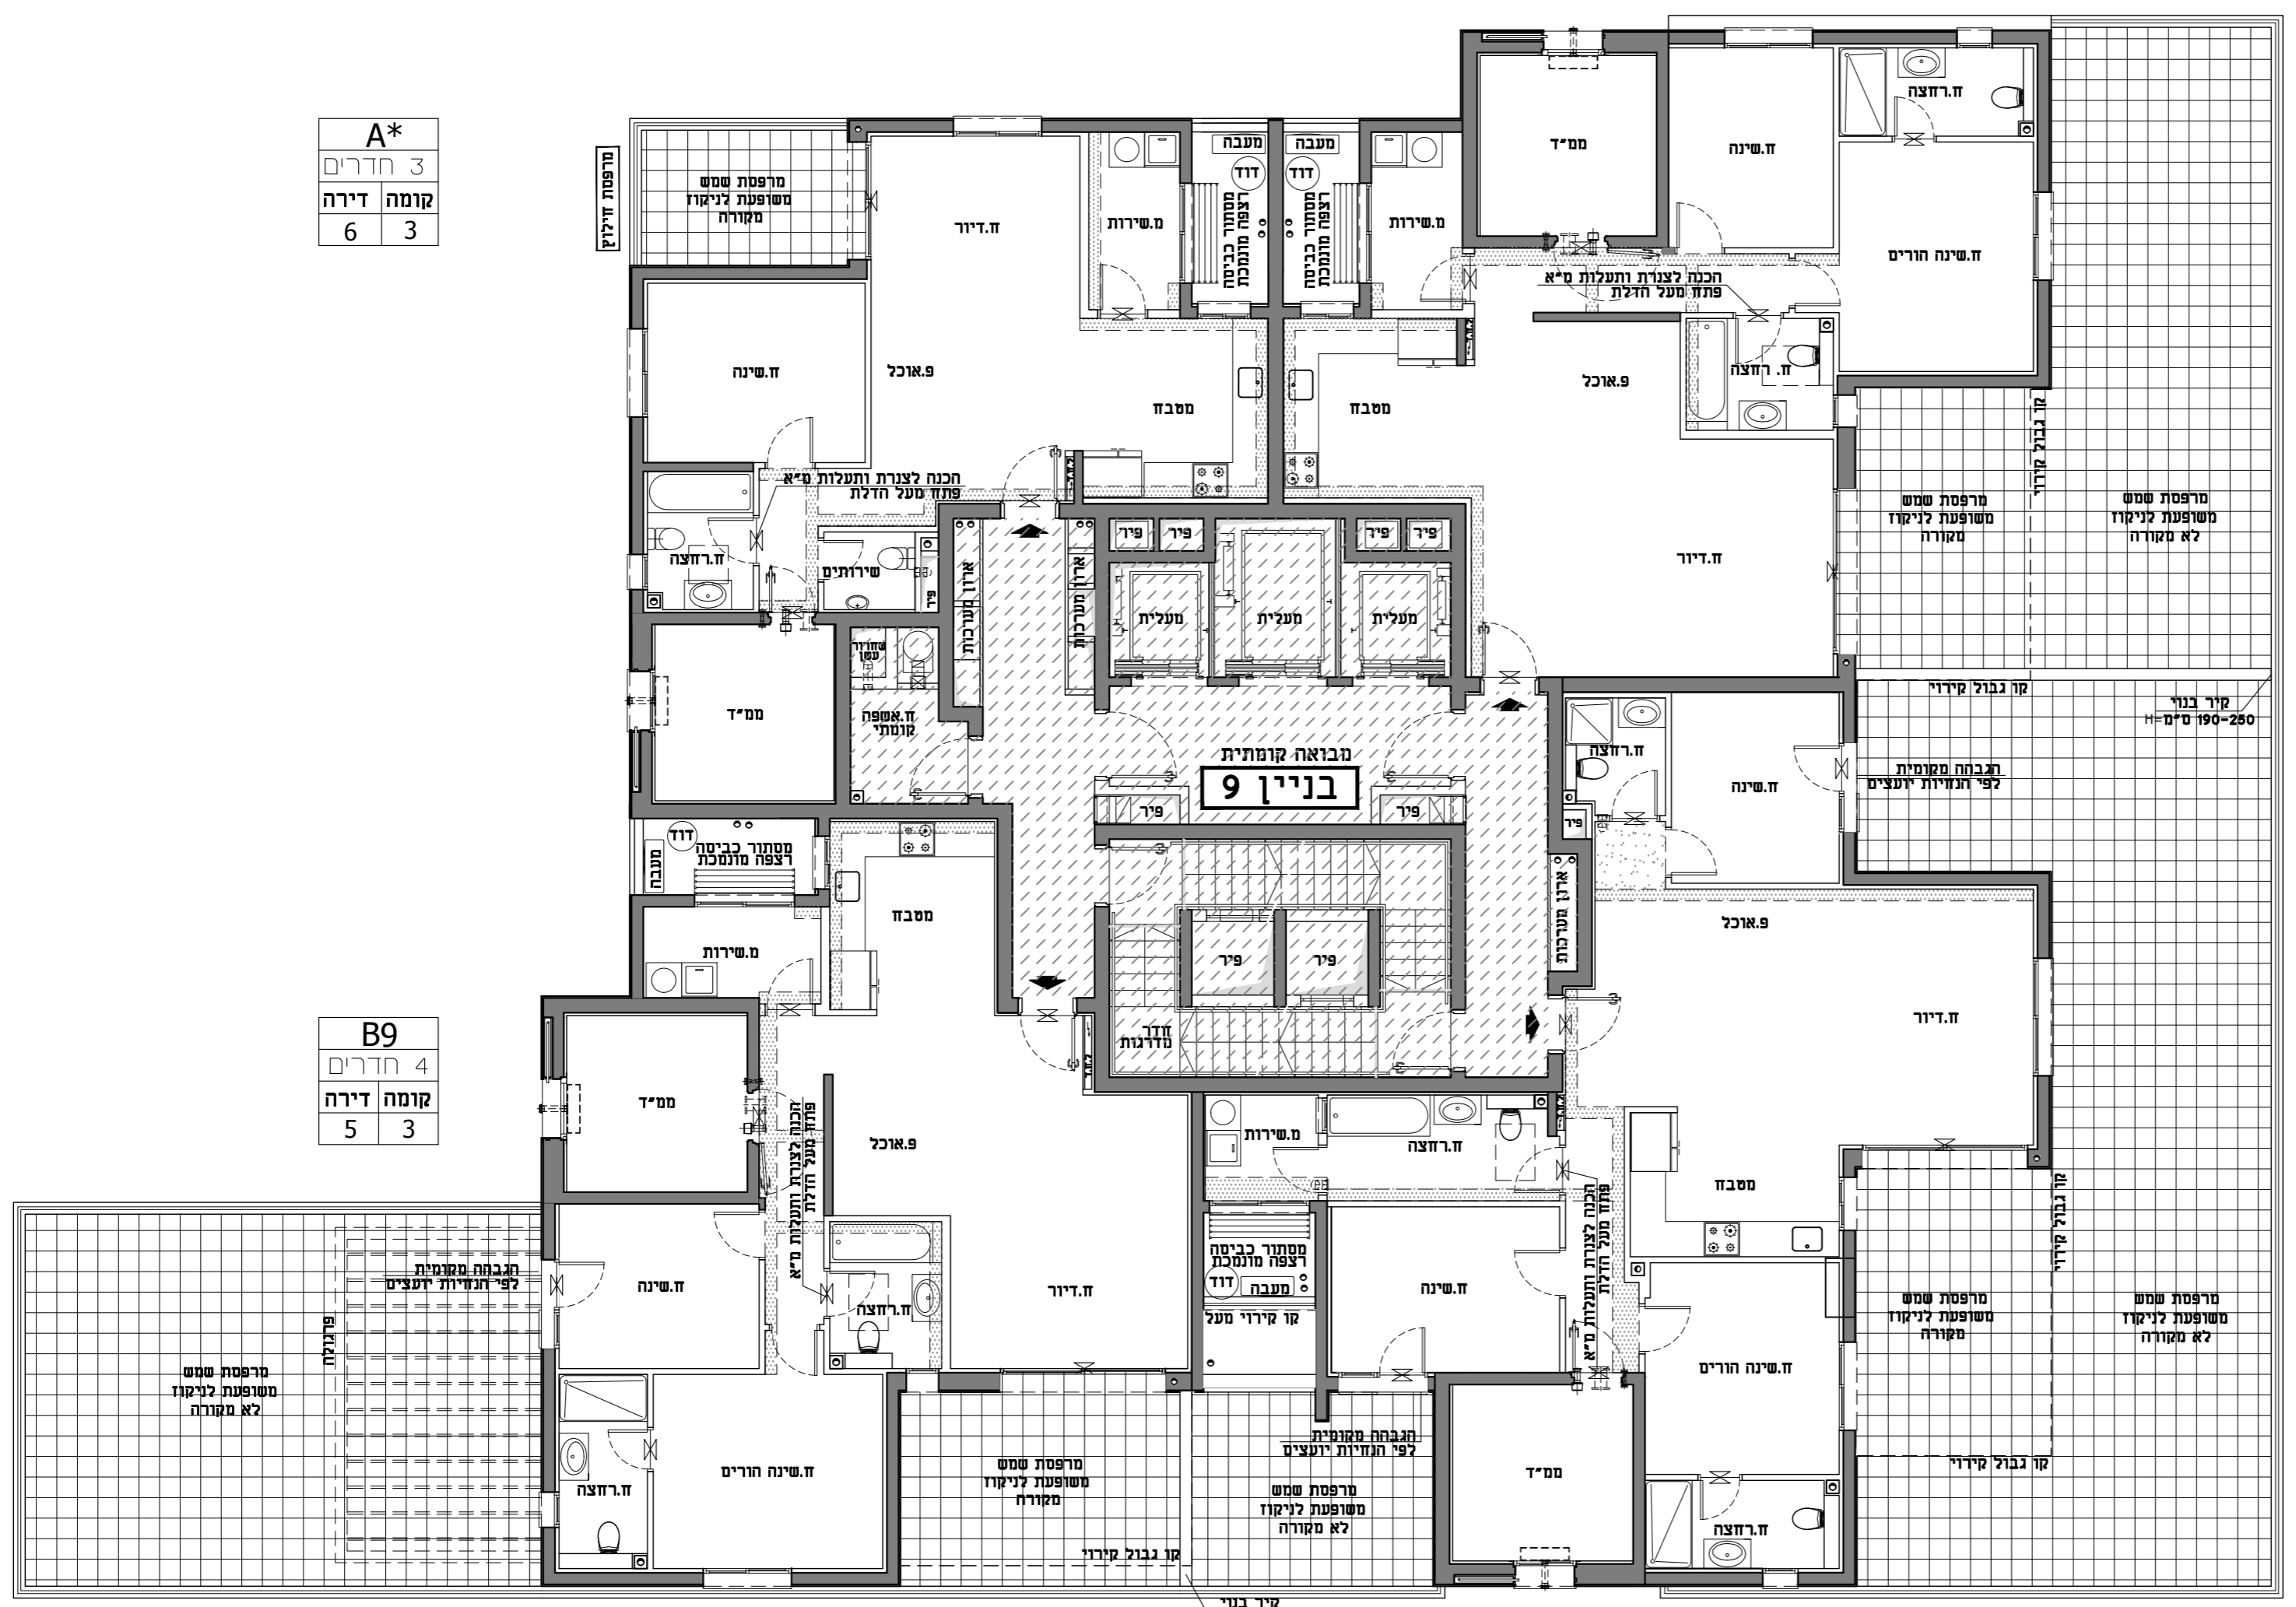 A*
3 חדרים
קומה דירה
3 6
B9
4 חדרים
קומה דירה
3 5
מרפסת חילוץ
מרפסת שמש
משופעת לניקוז
מקורה
ח.דיור
מ.שירות
מעבה
דוד
מסתור כביסה
רצפה מונמכת
ח.שינה
פ.אוכל
מטבח
הכנה לצנרת ותעלות מ״א
פתח מעל הדלת
ח.רחצה
שירותים
פיר
ממ״ד
מעבה
דוד
מסתור כביסה
רצפה מונמכת
מ.שירות
ממ״ד
ח.שינה
ח.רחצה
ח.שינה הורים
הכנה לצנרת ותעלות מ״א
פתח מעל הדלת
ח. רחצה
פ.אוכל
מטבח
ח.דיור
קו גבול קירוי
מרפסת שמש
משופעת לניקוז
מקורה
מרפסת שמש
משופעת לניקוז
לא מקורה
קו גבול קירוי
קיר בנוי
H=190-250 ס״מ
ארון מערכות
ארון מערכות
פיר
פיר
פיר
פיר
מעלית
מעלית
מעלית
שחרור
עשן
ח.אשפה
קומתי
מבואה קומתית
בניין 9
פיר
פיר
פיר
פיר
חדר
מדרגות
ארון מערכות
ח.רחצה
פיר
ח.שינה
הגבהה מקומית
לפי הנחיות יועצים
פ.אוכל
ח.דיור
מטבח
מ.שירות
ח.רחצה
הכנה לצנרת ותעלות מ״א
פתח מעל הדלת
מסתור כביסה
רצפה מונמכת
דוד
מעבה
קו קירוי מעל
ח.שינה
ח.שינה הורים
ח.רחצה
ממ״ד
קו גבול קירוי
מרפסת שמש
משופעת לניקוז
מקורה
מרפסת שמש
משופעת לניקוז
לא מקורה
קו גבול קירוי
הגבהה מקומית
לפי הנחיות יועצים
מרפסת שמש
משופעת לניקוז
לא מקורה
דוד
מעבה
מסתור כביסה
רצפה מונמכת
מטבח
מ.שירות
ממ״ד
פ.אוכל
הכנה לצנרת ותעלות מ״א
פתח מעל הדלת
ח.שינה
ח.רחצה
ח.דיור
הגבהה מקומית
לפי הנחיות יועצים
פרגולה
מרפסת שמש
משופעת לניקוז
לא מקורה
ח.רחצה
ח.שינה הורים
מרפסת שמש
משופעת לניקוז
מקורה
קו גבול קירוי
קיר בנוי